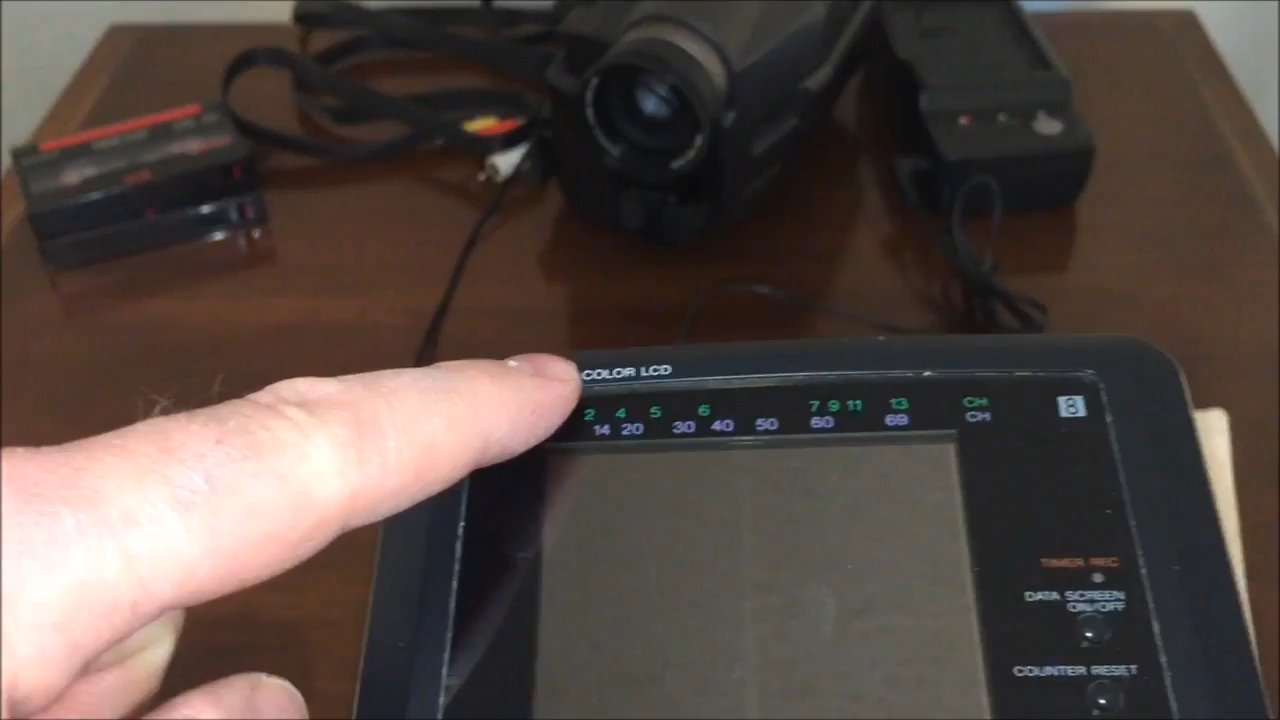 COLOR LCD
2 4 5 6 7 9 11 13 CH
14 20 30 40 50 60 69 CH
8
TIMER REC
DATA SCREEN
ON/OFF
COUNTER RESET